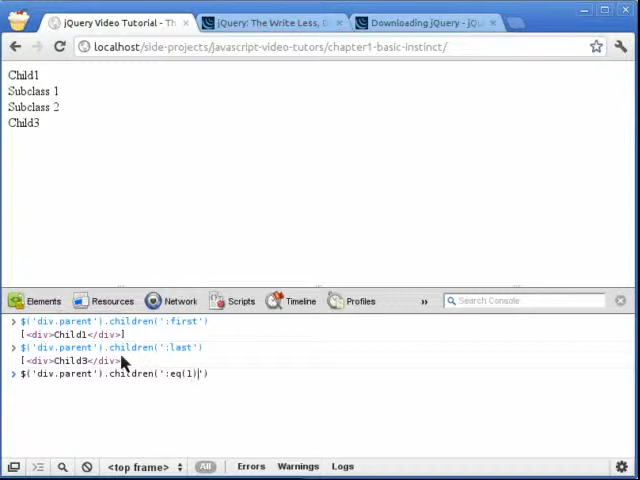 jQuery Video Tutorial - Th
jQuery: The Write Less, D
Downloading jQuery - jQu
localhost/side-projects/javascript-video-tutors/chapter1-basic-instinct/
Child1
Subclass 1
Subclass 2
Child3
Elements Resources Network Scripts Timeline Profiles » Search Console
> $('div.parent').children(':first')
[<div>Child1</div>]
> $('div.parent').children(':last')
[<div>Child3</div>
> $('div.parent').children(':eq(1)')
<top frame> All Errors Warnings Logs